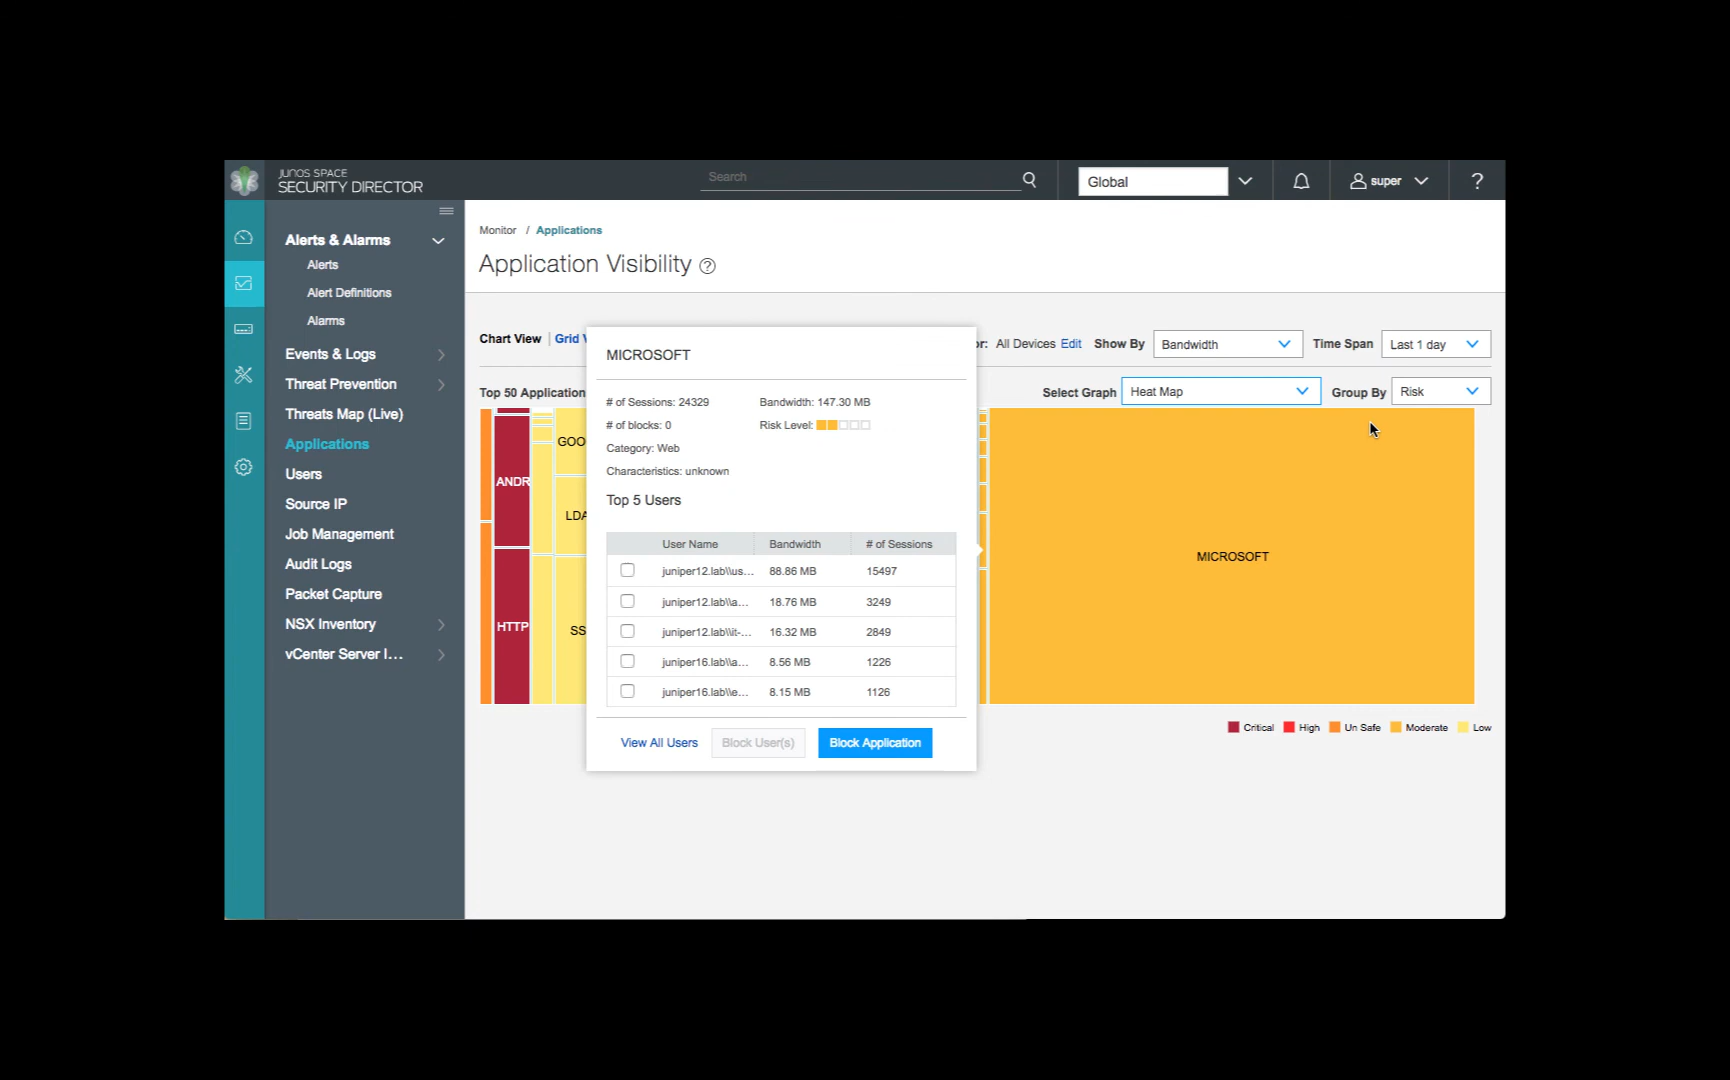 JUNOS SPACE
SECURITY DIRECTOR
Search
Global
super
?
Alerts & Alarms
Alerts
Alert Definitions
Alarms
Events & Logs
Threat Prevention
Threats Map (Live)
Applications
Users
Source IP
Job Management
Audit Logs
Packet Capture
NSX Inventory
vCenter Server I...
Monitor / Applications
Application Visibility ?
Chart View | Grid
All Devices Edit Show By Bandwidth Time Span Last 1 day
Top 50 Application
Select Graph Heat Map Group By Risk
ANDR
HTTP
GOO
LDA
SS
MICROSOFT
# of Sessions: 24329 Bandwidth: 147.30 MB
# of blocks: 0 Risk Level:
Category: Web
Characteristics: unknown
Top 5 Users
User Name Bandwidth # of Sessions
juniper12.lab\\us... 88.86 MB 15497
juniper12.lab\\a... 18.76 MB 3249
juniper12.lab\\it-... 16.32 MB 2849
juniper16.lab\\a... 8.56 MB 1226
juniper16.lab\\e... 8.15 MB 1126
View All Users Block User(s) Block Application
MICROSOFT
Critical High Un Safe Moderate Low